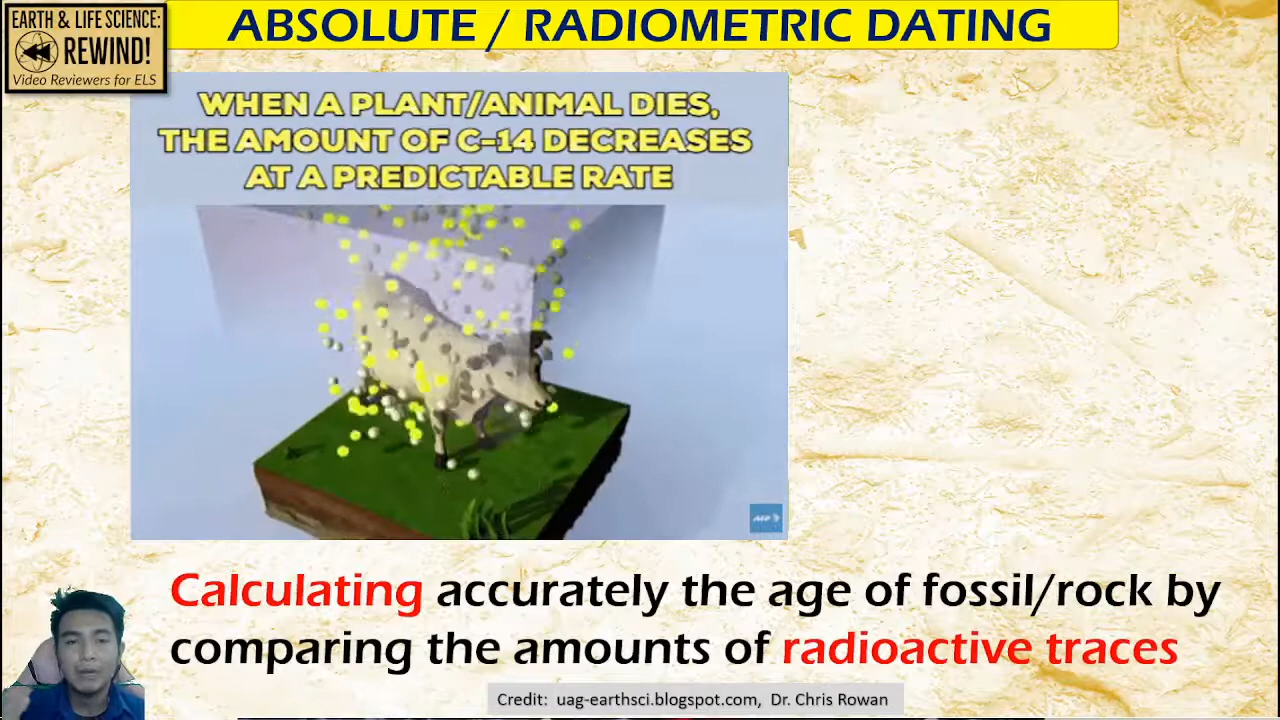 EARTH & LIFE SCIENCE:
REWIND!
Video Reviewers for ELS
ABSOLUTE / RADIOMETRIC DATING
WHEN A PLANT/ANIMAL DIES,
THE AMOUNT OF C-14 DECREASES
AT A PREDICTABLE RATE
AFP
Calculating accurately the age of fossil/rock by
comparing the amounts of radioactive traces
Credit: uag-earthsci.blogspot.com, Dr. Chris Rowan